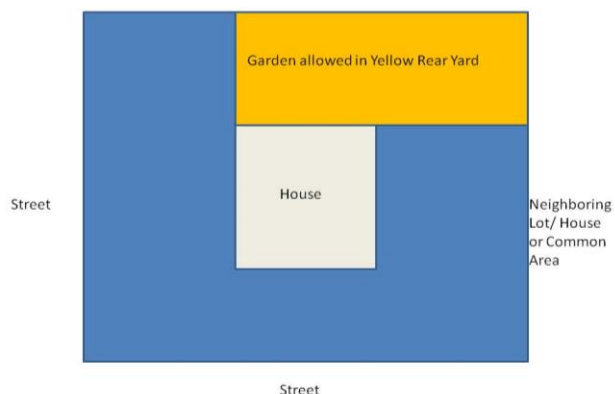 Garden allowed in Yellow Rear Yard
House
Street
Neighboring
Lot/ House
or Common
Area
Street